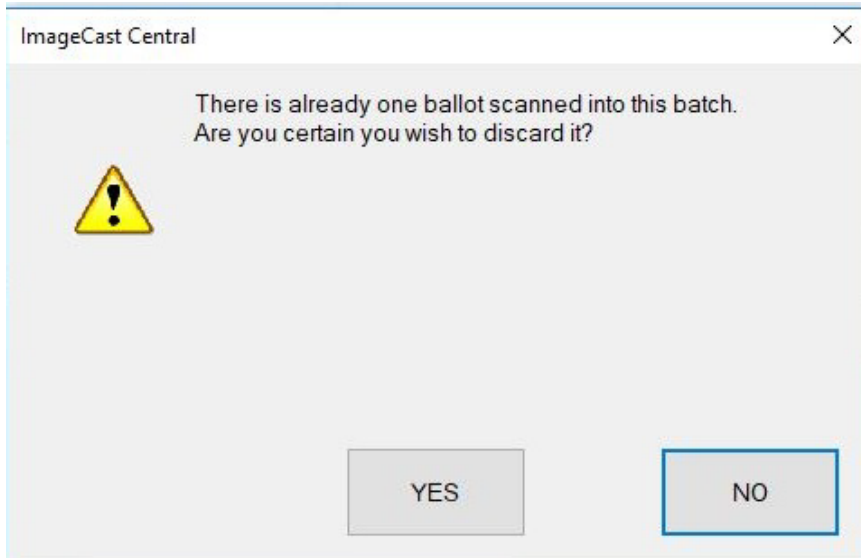 ImageCast Central
There is already one ballot scanned into this batch.
Are you certain you wish to discard it?
YES
NO